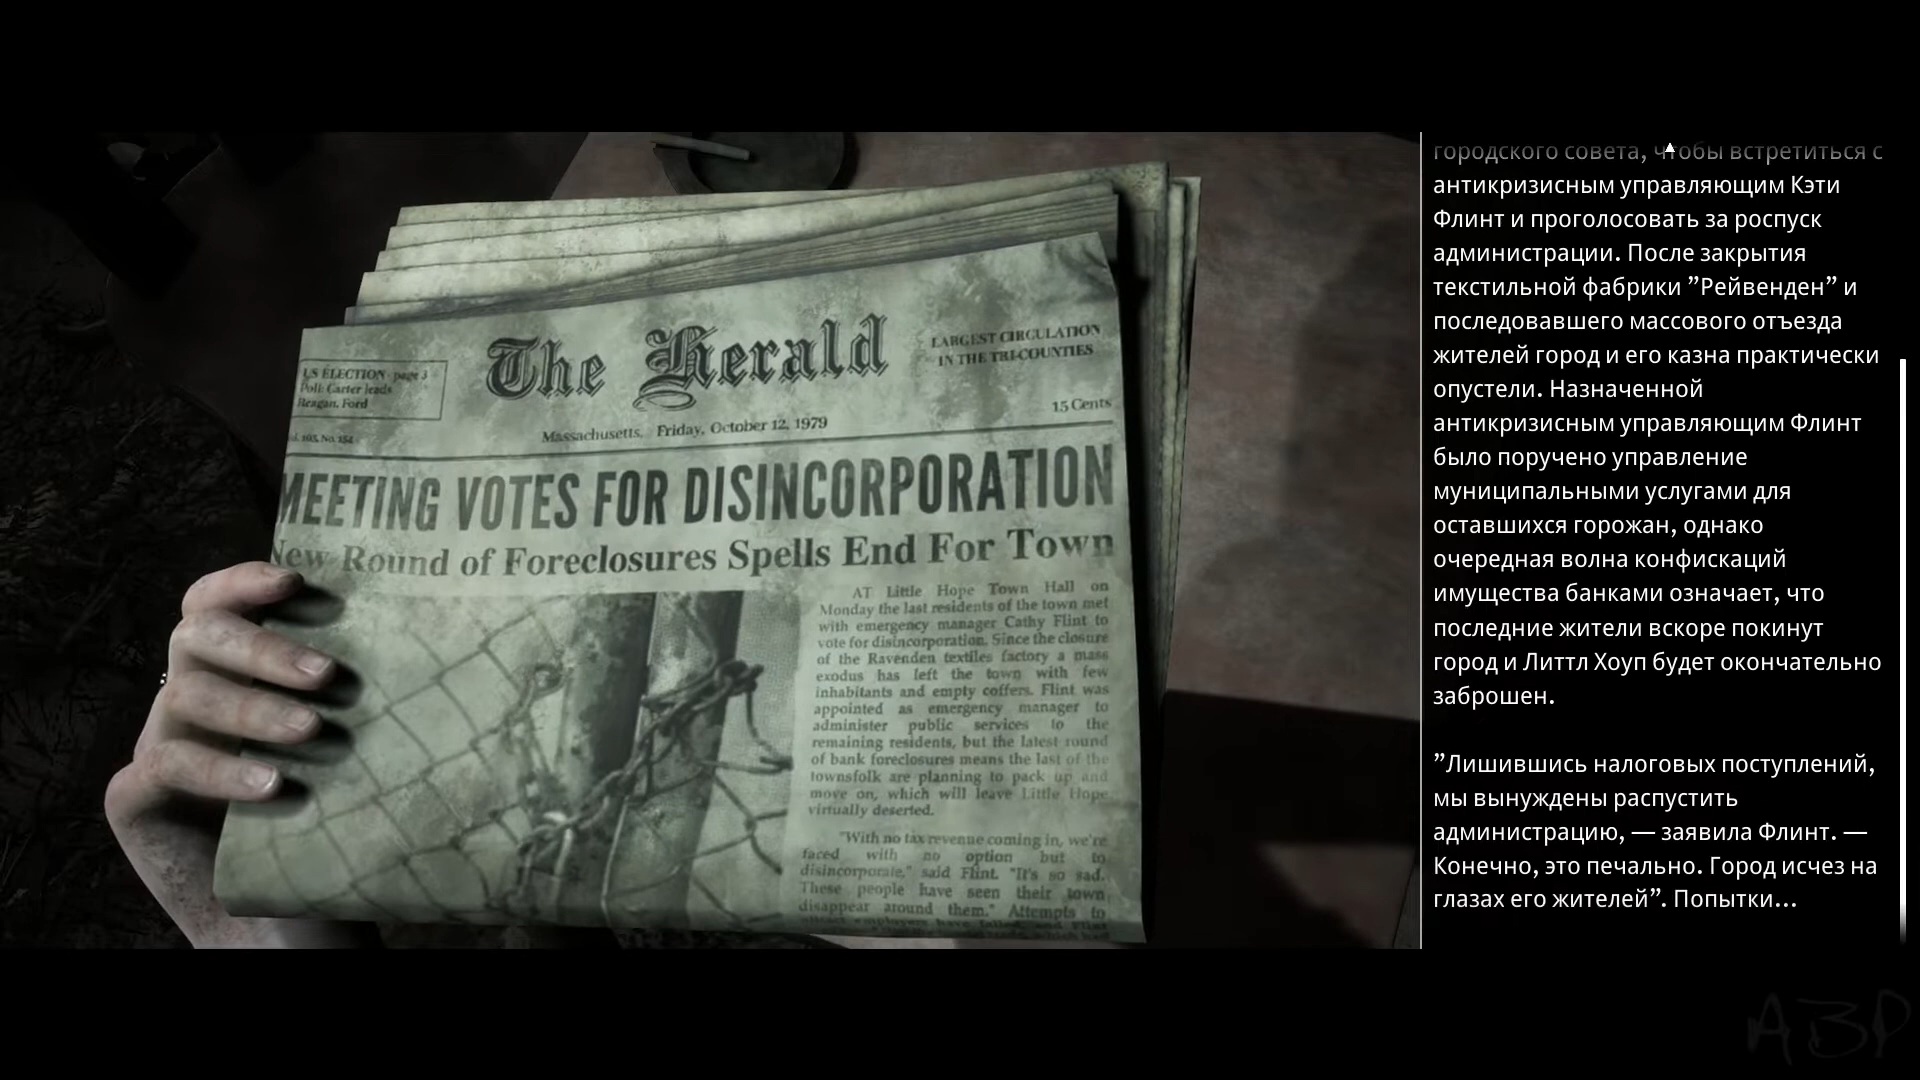 US ELECTION - page 3
Poll: Carter leads
Reagan, Ford
The Herald
LARGEST CIRCULATION
IN THE TRI-COUNTIES
15 Cents
Massachusetts, Friday, October 12, 1979
MEETING VOTES FOR DISINCORPORATION
New Round of Foreclosures Spells End For Town
AT Little Hope Town Hall on
Monday the last residents of the town met
with emergency manager Cathy Flint to
vote for disincorporation. Since the closure
of the Ravenden textiles factory a mass
exodus has left the town with few
inhabitants and empty coffers. Flint was
appointed as emergency manager to
administer public services to the
remaining residents, but the latest round
of bank foreclosures means the last of the
townsfolk are planning to pack up and
move on, which will leave Little Hope
virtually deserted.
"With no tax revenue coming in, we're
faced with no option but to
disincorporate," said Flint. "It's so sad.
These people have seen their town
disappear around them." Attempts to
attract employers have failed, and Flint
городского совета, чтобы встретиться с
антикризисным управляющим Кэти
Флинт и проголосовать за роспуск
администрации. После закрытия
текстильной фабрики ”Рейвенден” и
последовавшего массового отъезда
жителей город и его казна практически
опустели. Назначенной
антикризисным управляющим Флинт
было поручено управление
муниципальными услугами для
оставшихся горожан, однако
очередная волна конфискаций
имущества банками означает, что
последние жители вскоре покинут
город и Литтл Хоуп будет окончательно
заброшен.
”Лишившись налоговых поступлений,
мы вынуждены распустить
администрацию, — заявила Флинт. —
Конечно, это печально. Город исчез на
глазах его жителей”. Попытки...
ABP